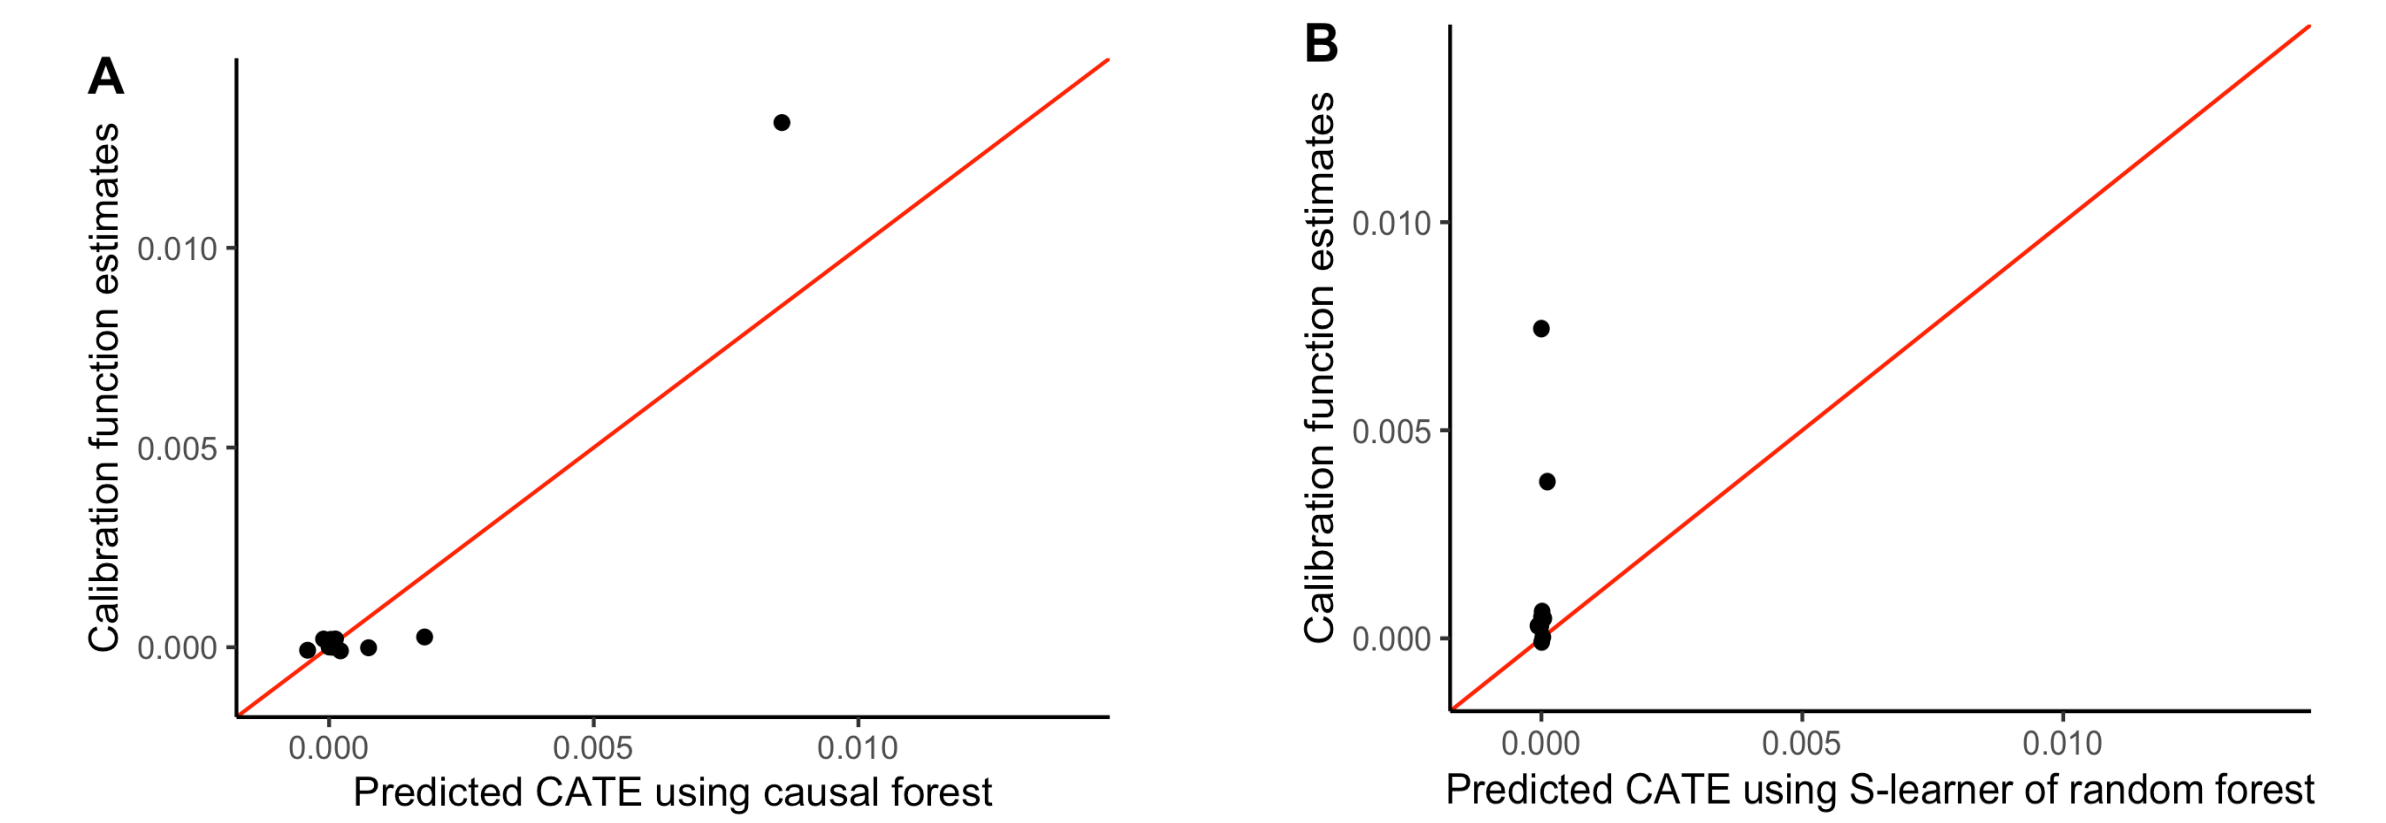 A
Calibration function estimates
0.010
0.005
0.000
0.000 0.005 0.010
Predicted CATE using causal forest
B
Calibration function estimates
0.010
0.005
0.000
0.000 0.005 0.010
Predicted CATE using S-learner of random forest